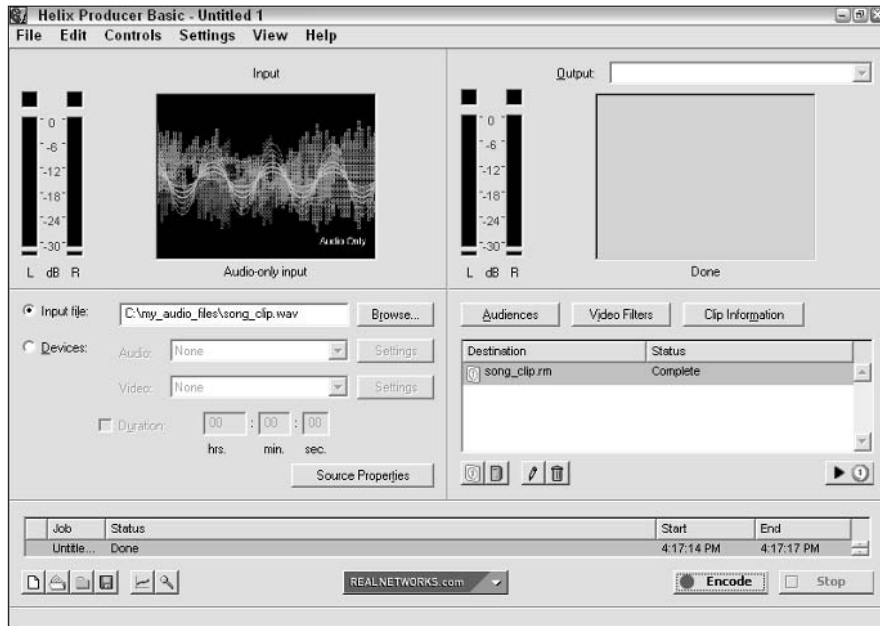 Helix Producer Basic - Untitled 1
File Edit Controls Settings View Help
Input
0
-6
-12
-18
-24
-30
L dB R
Audio Only
Audio-only input
Output:
0
-6
-12
-18
-24
-30
L dB R
Done
Input file: C:\my_audio_files\song_clip.wav Browse...
Devices: Audio: None Settings
Video: None Settings
Duration: 00 : 00 : 00
hrs. min. sec.
Source Properties
Audiences Video Filters Clip Information
Destination Status
song_clip.rm Complete
Job Status Start End
Untitle... Done 4:17:14 PM 4:17:17 PM
REALNETWORKS.com
Encode Stop